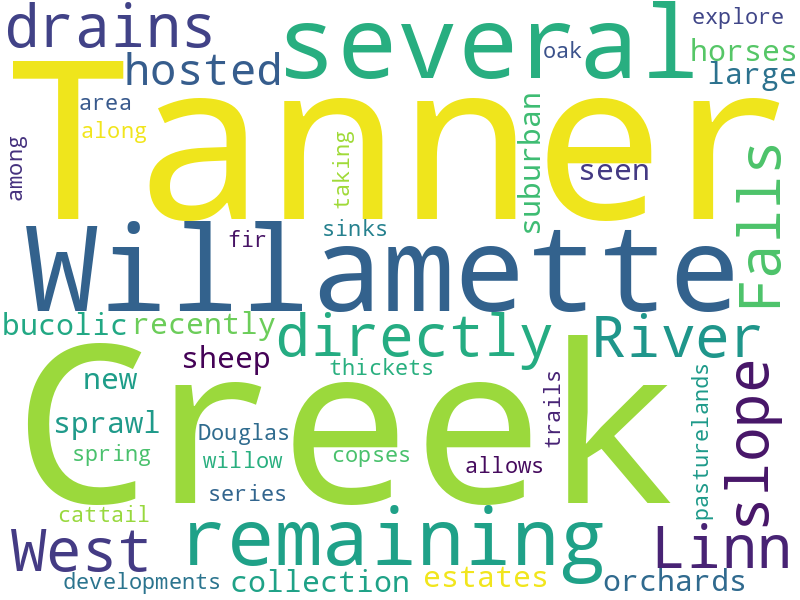 drains
several
explore
hosted
oak
horses
large
Tanner
area
along
among
taking
suburban
seen
Falls
Willamette
fir
sinks
bucolic
recently
directly
River
sheep
thickets
new
Creek
trails
pasturelands
slope
sprawl
Douglas
spring
willow
copses
allows
series
cattail
West
remaining
Linn
developments
collection
estates
orchards